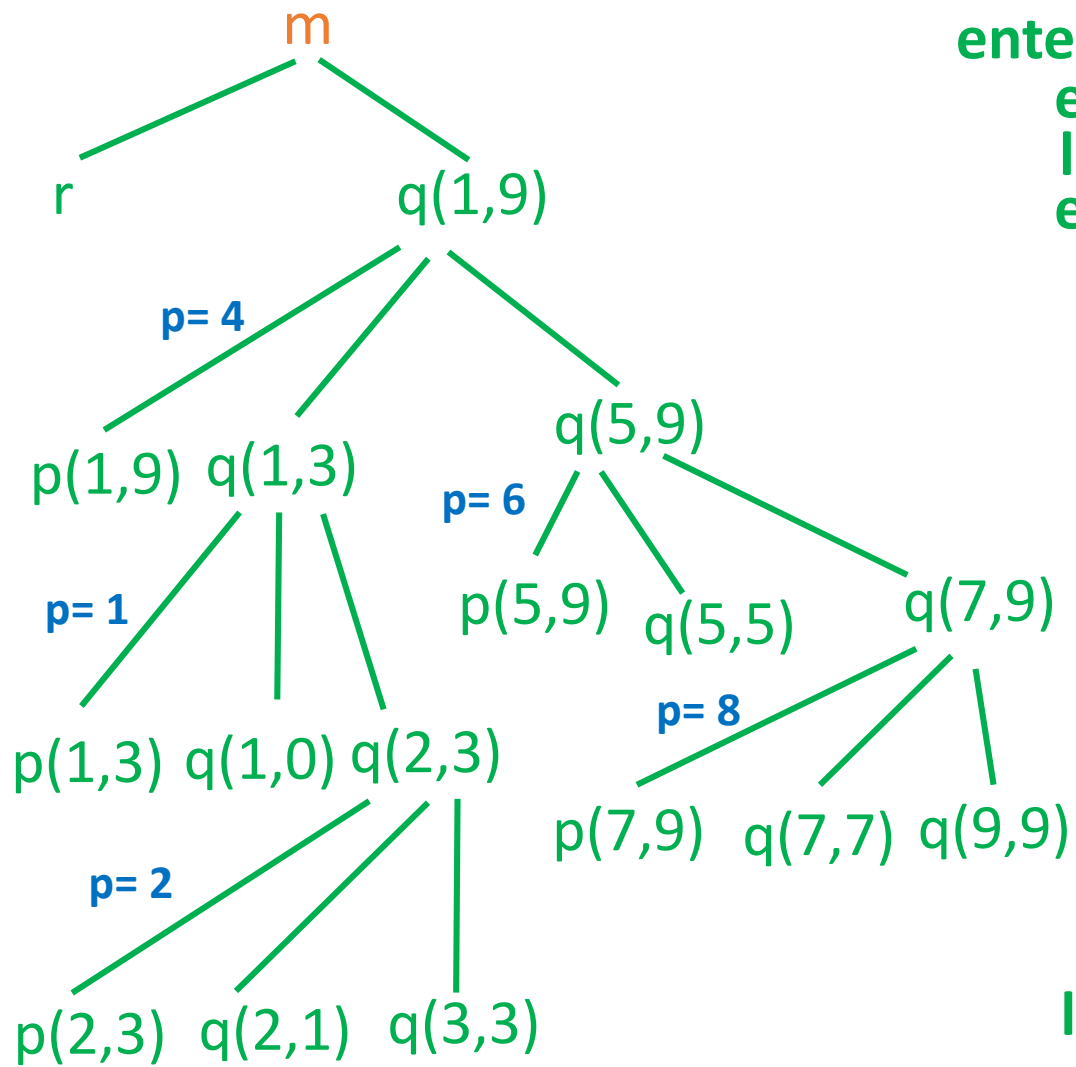 m
ente
e
l
e
r
q(1,9)
p= 4
p(1,9) q(1,3)
q(5,9)
p= 6
p= 1
p(5,9) q(5,5)
q(7,9)
p= 8
p(1,3) q(1,0) q(2,3)
p(7,9) q(7,7) q(9,9)
p= 2
p(2,3) q(2,1) q(3,3)
l